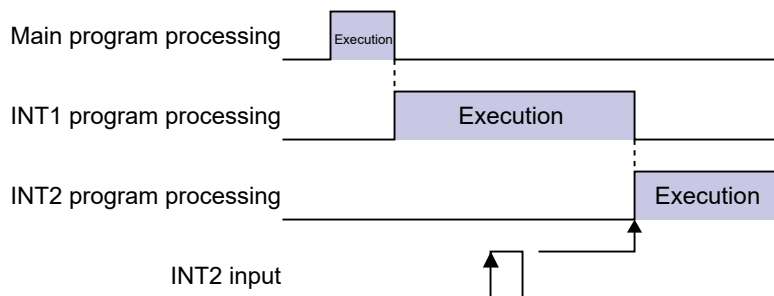 Main program processing
Execution
INT1 program processing
Execution
INT2 program processing
Execution
INT2 input